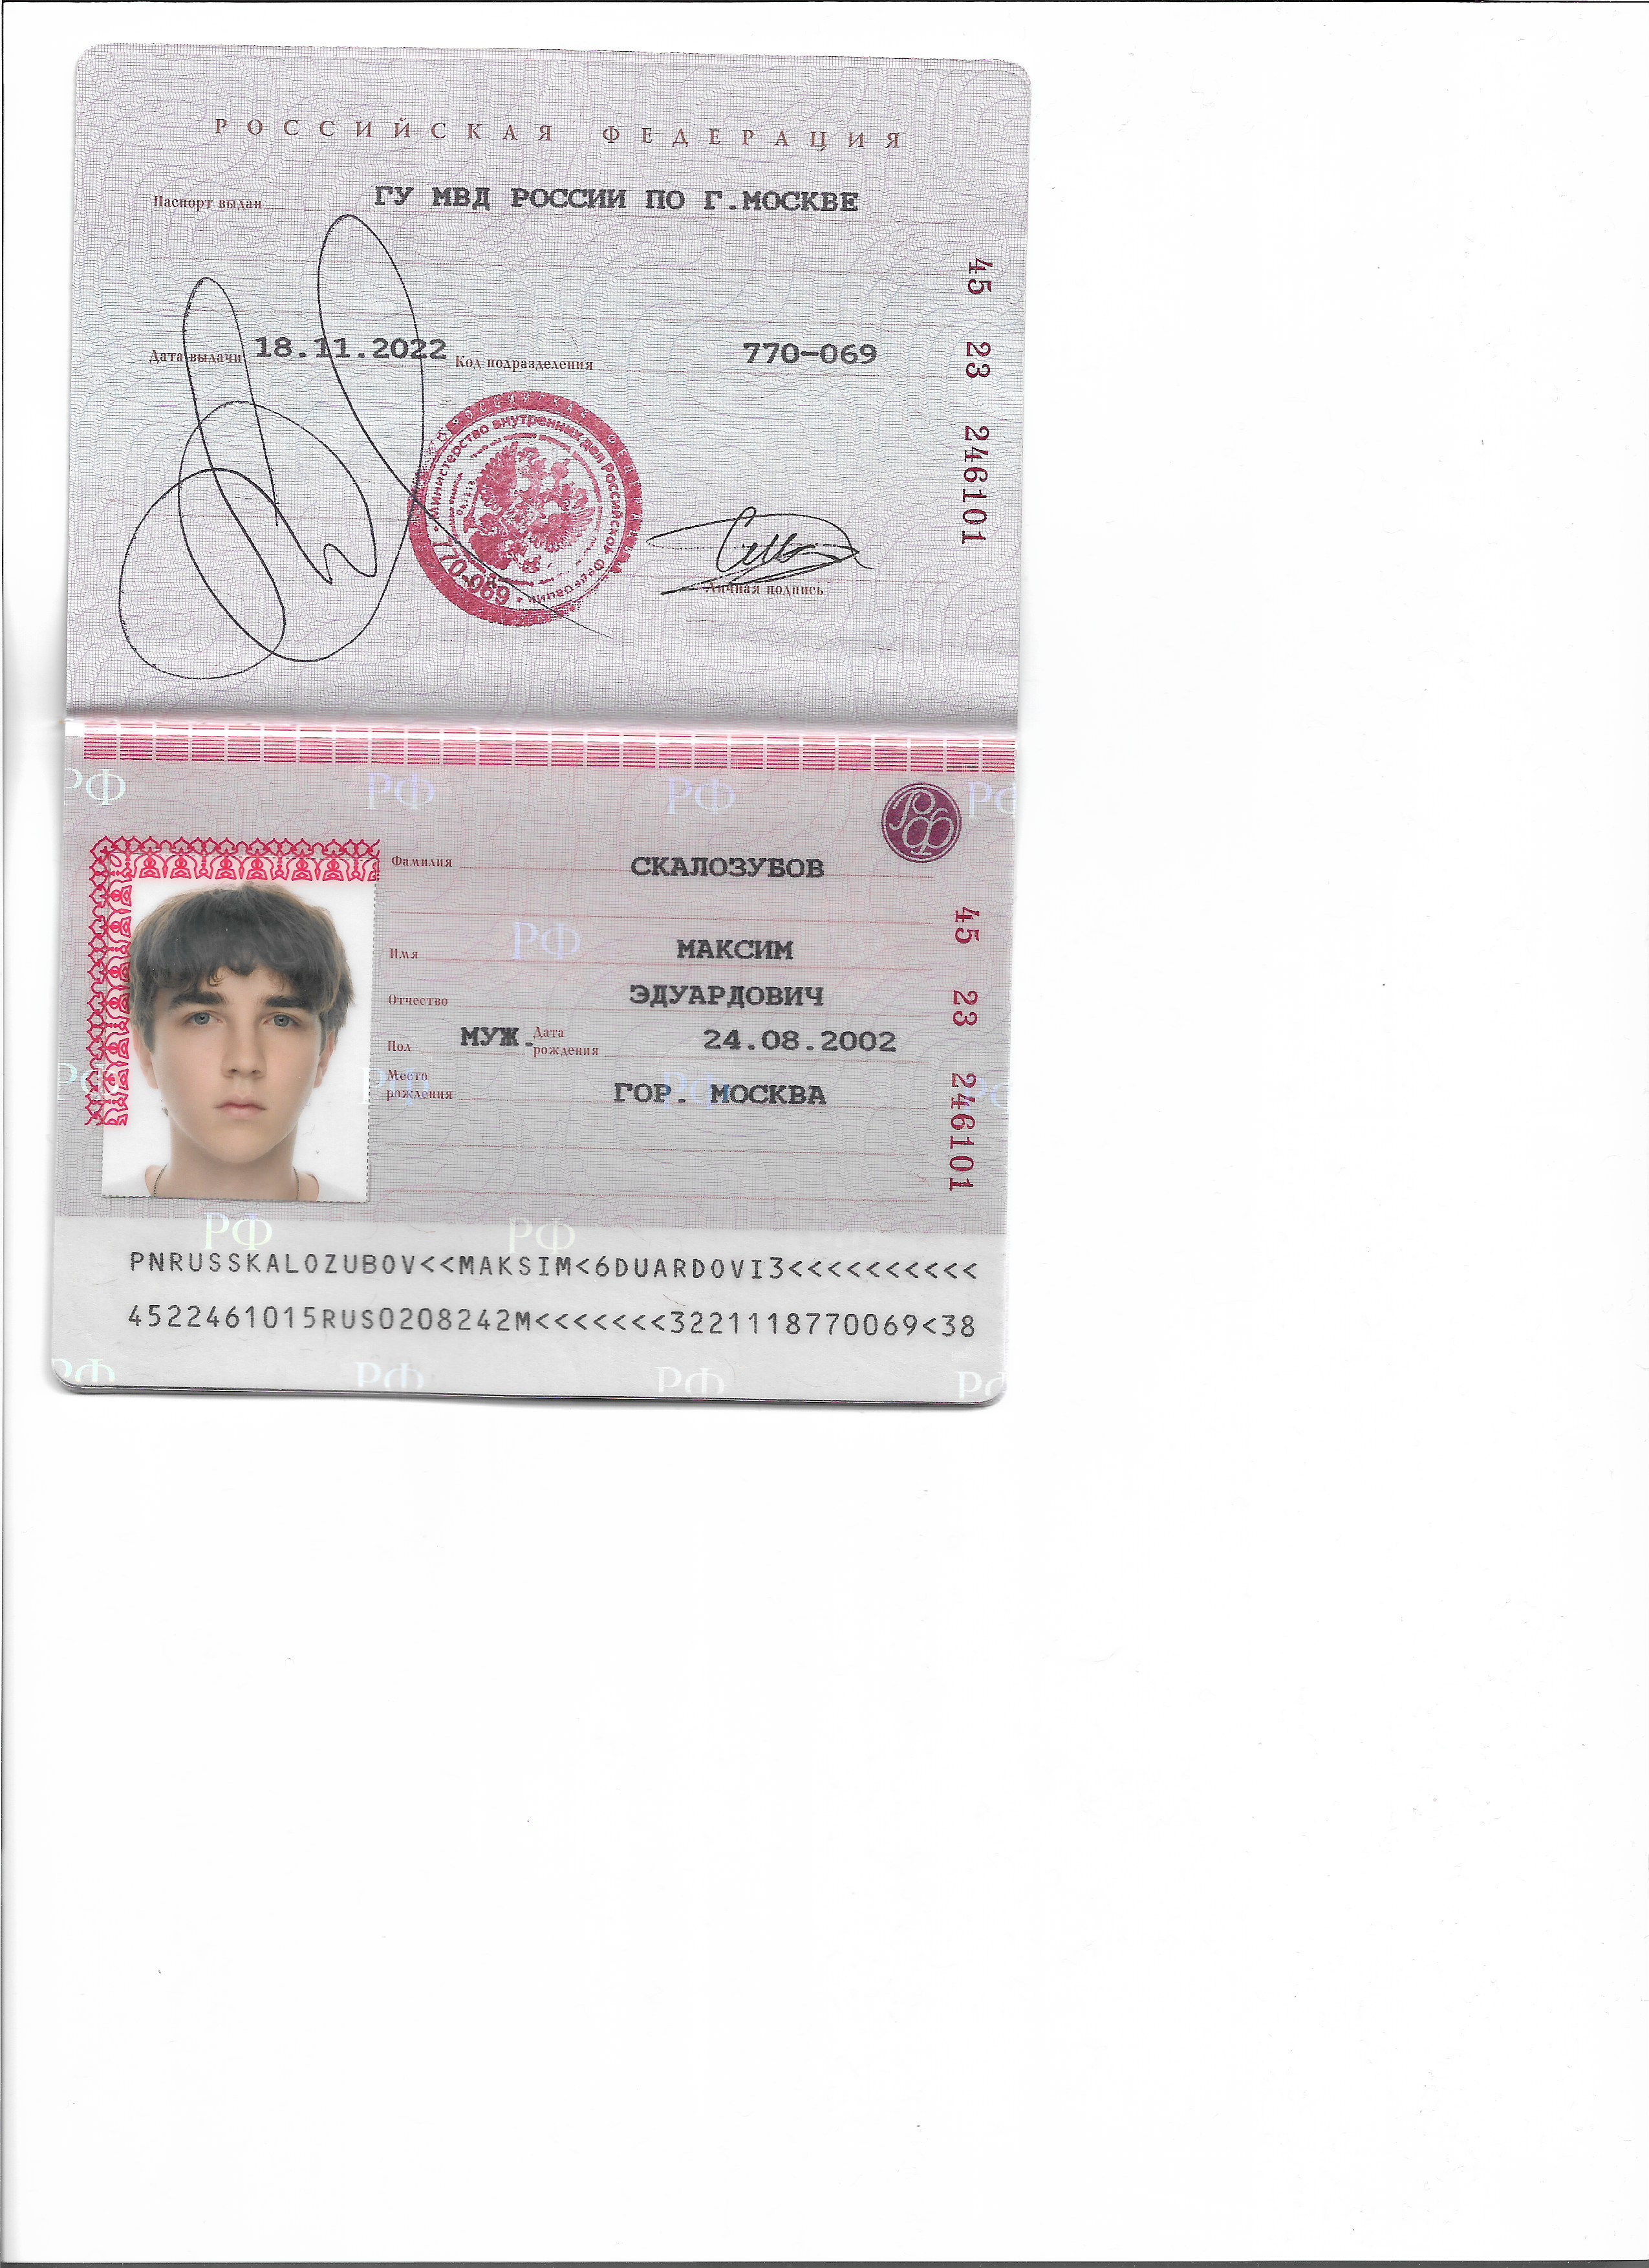 РОССИЙСКАЯ ФЕДЕРАЦИЯ
Паспорт выдан ГУ МВД РОССИИ ПО Г.МОСКВЕ
Дата выдачи 18.11.2022 Код подразделения 770-069
Министерство внутренних дел Российской Федерации
770-069
Личная подпись
45 23 246101
РФ РФ РФ РФ
РФ
Фамилия СКАЛОЗУБОВ
РФ
Имя МАКСИМ
Отчество ЭДУАРДОВИЧ
Пол МУЖ. Дата рождения 24.08.2002
Место рождения ГОР. МОСКВА
45 23 246101
РФ РФ
PNRUSSKALOZUBOV<<MAKSIM<6DUARDOVI3<<<<<<<<<<
4522461015RUS0208242M<<<<<<<3221118770069<38
РФ РФ РФ РФ